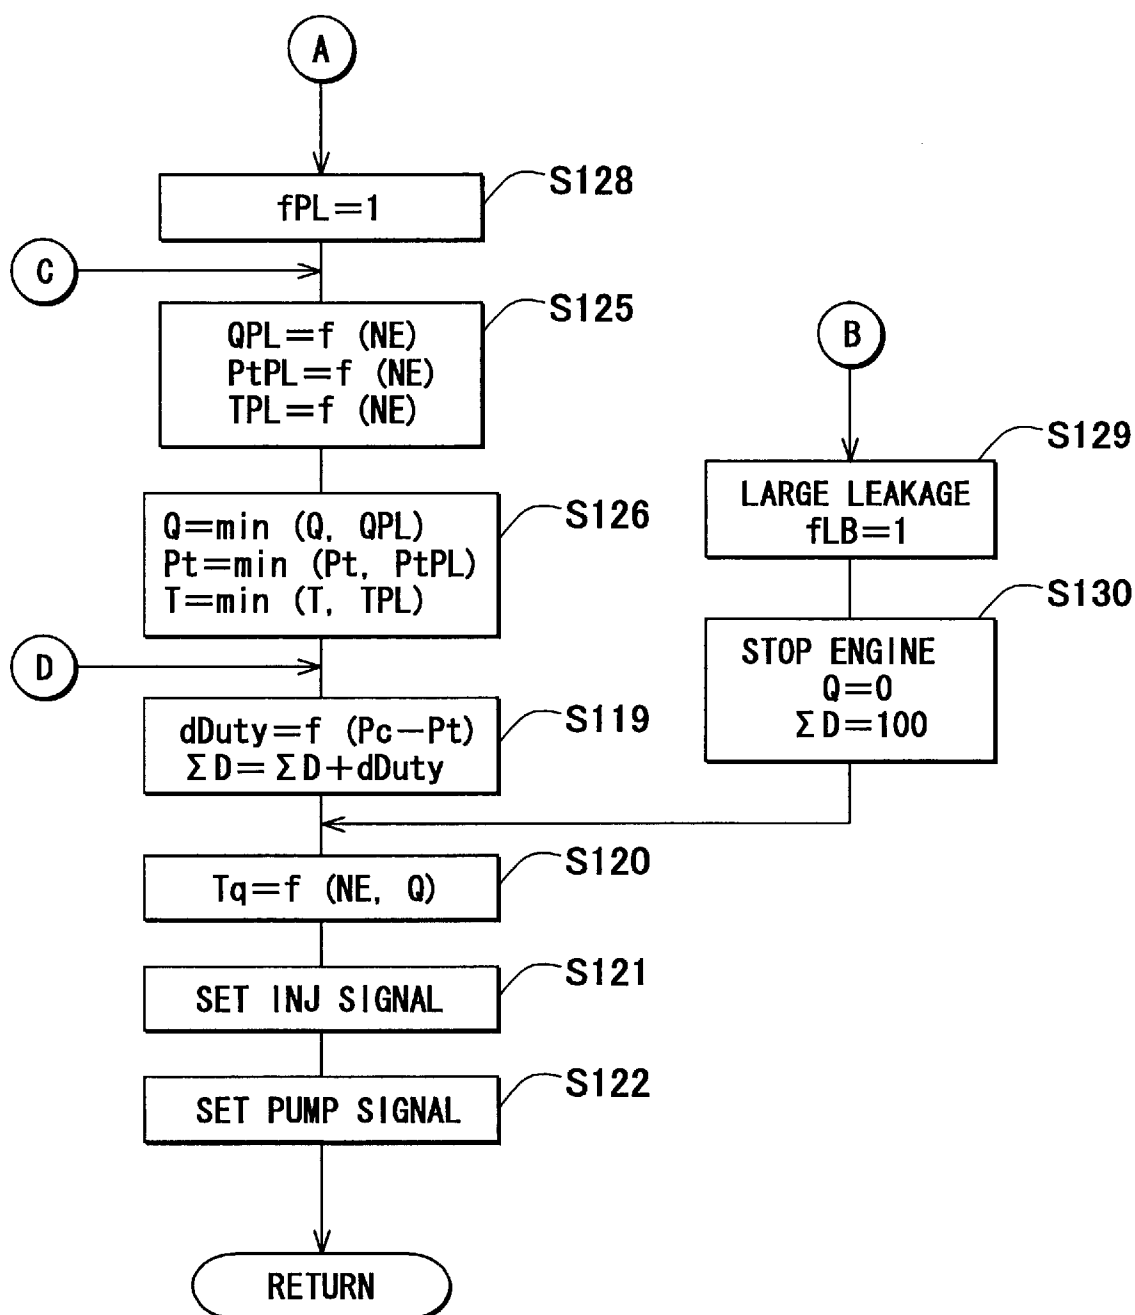 A
fPL=1
S128
C
QPL=f (NE)
PtPL=f (NE)
TPL=f (NE)
S125
B
Q=min (Q, QPL)
Pt=min (Pt, PtPL)
T=min (T, TPL)
S126
LARGE LEAKAGE
fLB=1
S129
D
STOP ENGINE
Q=0
ΣD=100
S130
dDuty=f (Pc−Pt)
ΣD=ΣD+dDuty
S119
Tq=f (NE, Q)
S120
SET INJ SIGNAL
S121
SET PUMP SIGNAL
S122
RETURN